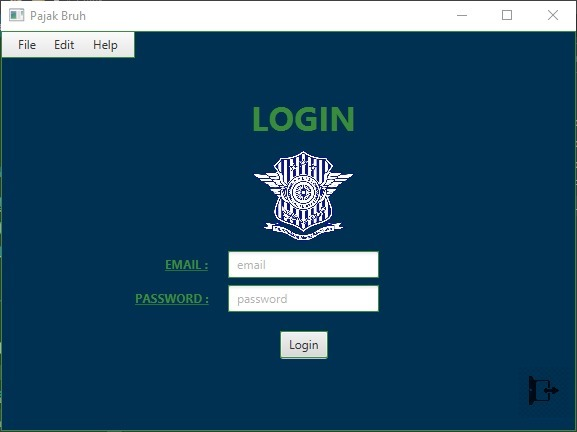 Pajak Bruh
File Edit Help
LOGIN
EMAIL : email
PASSWORD : password
Login